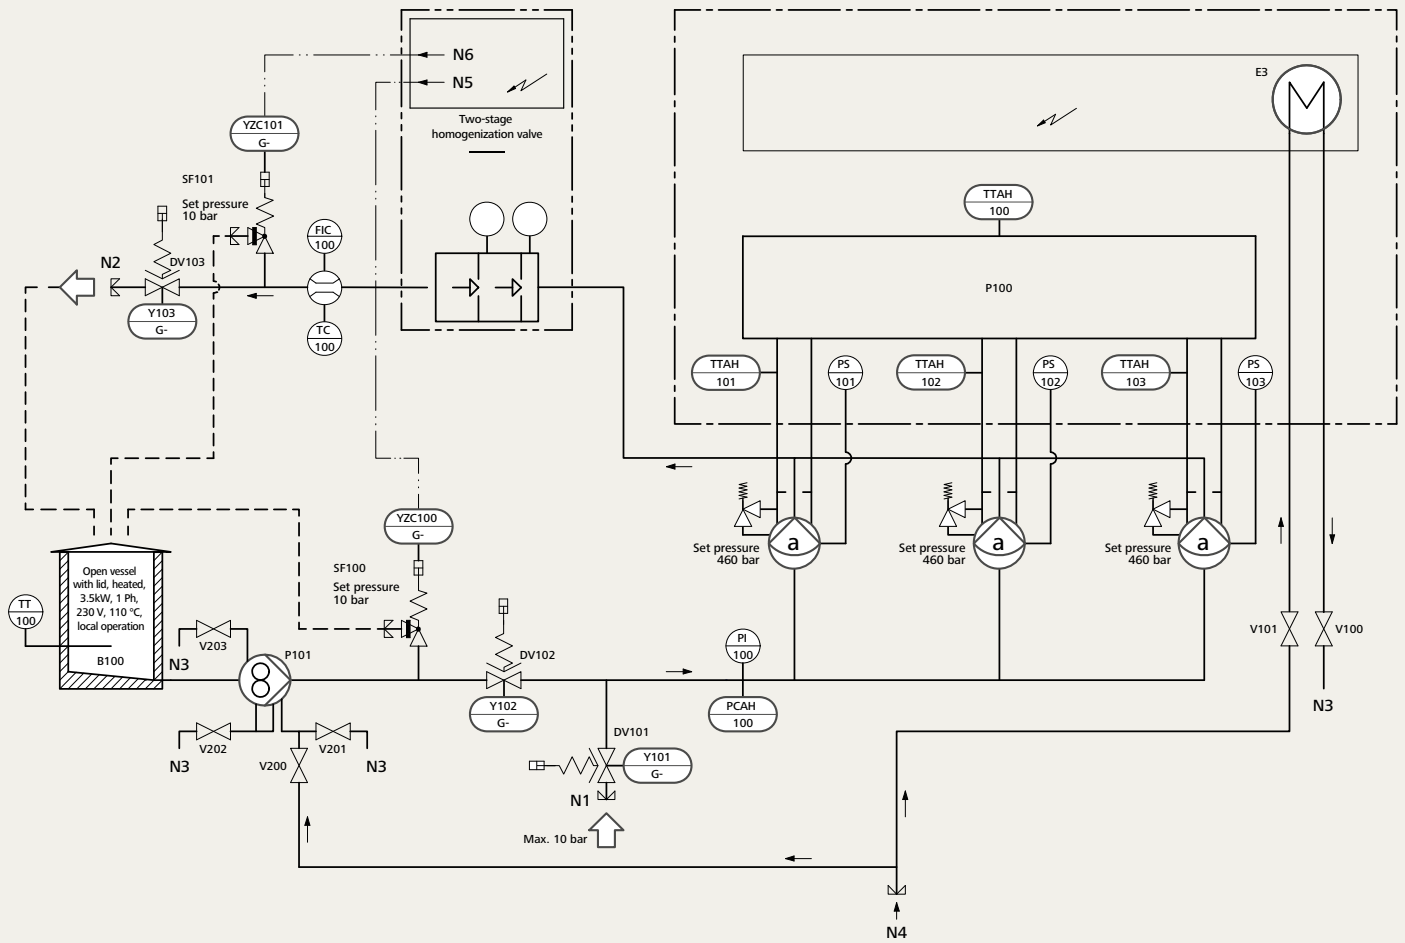 N6
N5
E3
Two-stage
homogenization valve
YZC101
G-
SF101
Set pressure
10 bar
TTAH
100
FIC
100
N2
DV103
P100
Y103
G-
TC
100
TTAH
101
PS
101
TTAH
102
PS
102
TTAH
103
PS
103
YZC100
G-
a
a
a
Set pressure
460 bar
Set pressure
460 bar
Set pressure
460 bar
Open vessel
with lid, heated,
3.5kW, 1 Ph,
230 V, 110 °C,
local operation
SF100
Set pressure
10 bar
TT
100
B100
V203
N3
P101
DV102
PI
100
V101
V100
Y102
G-
PCAH
100
N3
V202
V201
DV101
N3
V200
N3
Y101
G-
N1
Max. 10 bar
N4